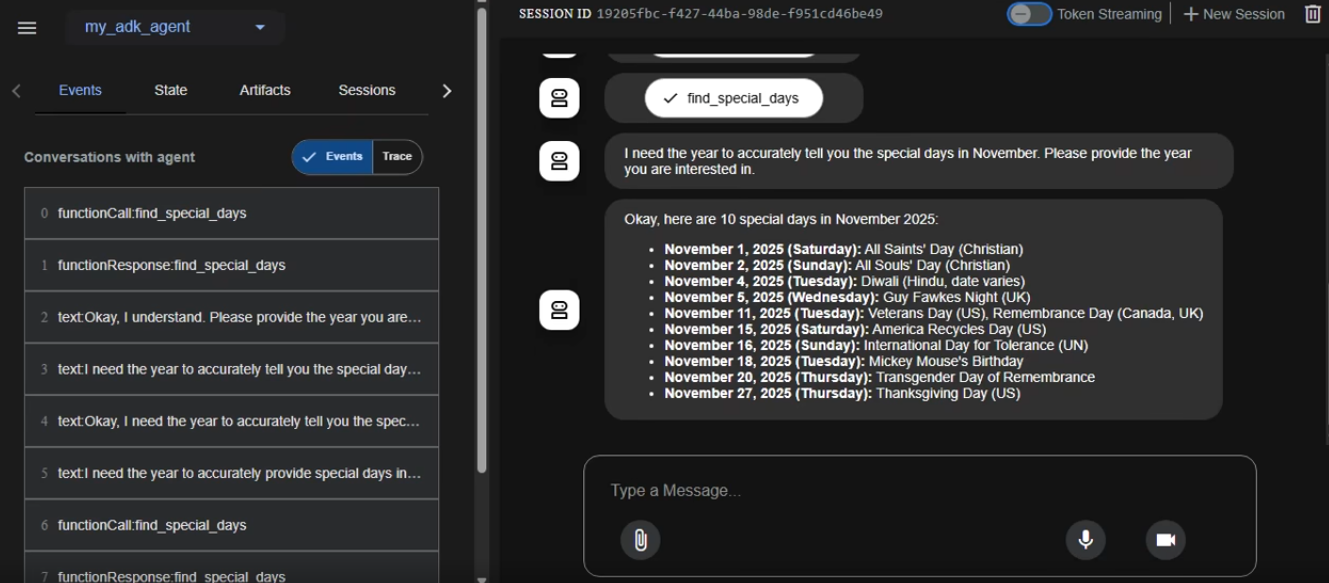 my_adk_agent
Events State Artifacts Sessions
Conversations with agent
Events Trace
0 functionCall:find_special_days
1 functionResponse:find_special_days
2 text:Okay, I understand. Please provide the year you are...
3 text:I need the year to accurately tell you the special day...
4 text:Okay, I need the year to accurately tell you the spec...
5 text:I need the year to accurately provide special days in...
6 functionCall:find_special_days
7 functionResponse:find_special_days
SESSION ID 19205fbc-f427-44ba-98de-f951cd46be49
Token Streaming
New Session
find_special_days
I need the year to accurately tell you the special days in November. Please provide the year
you are interested in.
Okay, here are 10 special days in November 2025:
• November 1, 2025 (Saturday): All Saints' Day (Christian)
• November 2, 2025 (Sunday): All Souls' Day (Christian)
• November 4, 2025 (Tuesday): Diwali (Hindu, date varies)
• November 5, 2025 (Wednesday): Guy Fawkes Night (UK)
• November 11, 2025 (Tuesday): Veterans Day (US), Remembrance Day (Canada, UK)
• November 15, 2025 (Saturday): America Recycles Day (US)
• November 16, 2025 (Sunday): International Day for Tolerance (UN)
• November 18, 2025 (Tuesday): Mickey Mouse's Birthday
• November 20, 2025 (Thursday): Transgender Day of Remembrance
• November 27, 2025 (Thursday): Thanksgiving Day (US)
Type a Message...